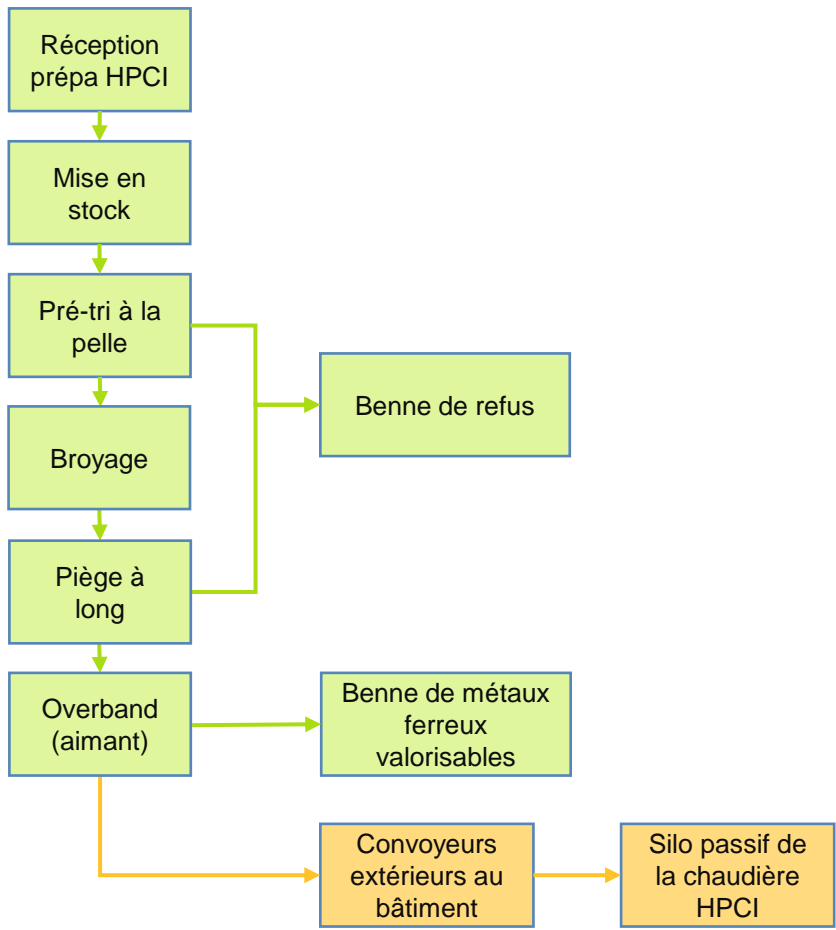 Réception
prépa HPCI
Mise en
stock
Pré-tri à la
pelle
Benne de refus
Broyage
Piège à
long
Overband
(aimant)
Benne de métaux
ferreux
valorisables
Convoyeurs
extérieurs au
bâtiment
Silo passif de
la chaudière
HPCI